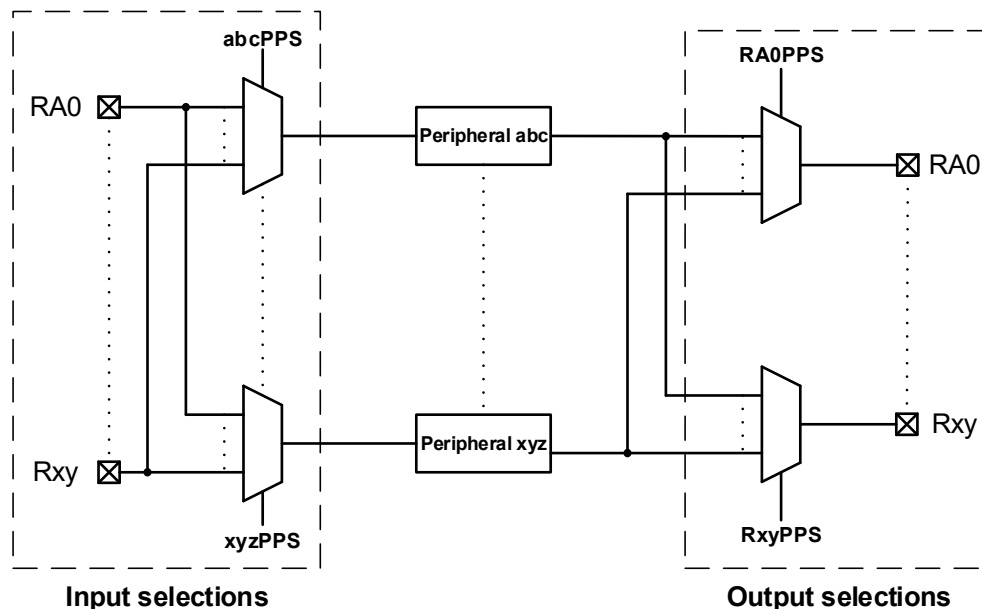 abcPPS
RA0PPS
RA0
Peripheral abc
RA0
Rxy
Peripheral xyz
Rxy
xyzPPS
RxyPPS
Input selections
Output selections